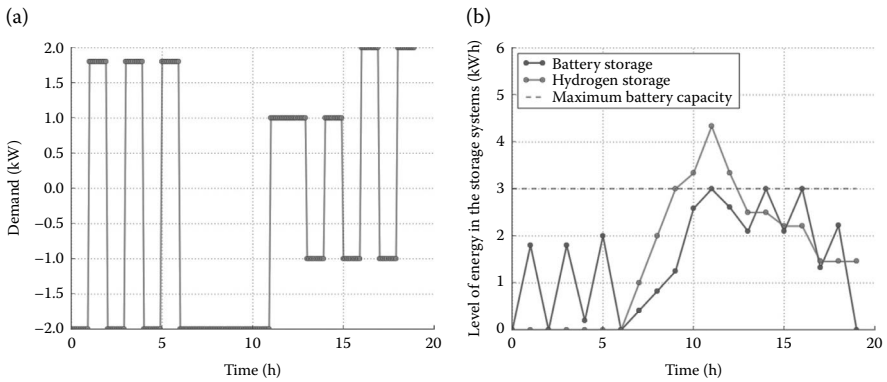 (a)
Demand (kW)
2.0
1.5
1.0
0.5
0.0
−0.5
−1.0
−1.5
−2.0
0
5
10
15
20
Time (h)
(b)
Level of energy in the storage systems (kWh)
6
5
4
3
2
1
0
Battery storage
Hydrogen storage
Maximum battery capacity
0
5
10
15
20
Time (h)